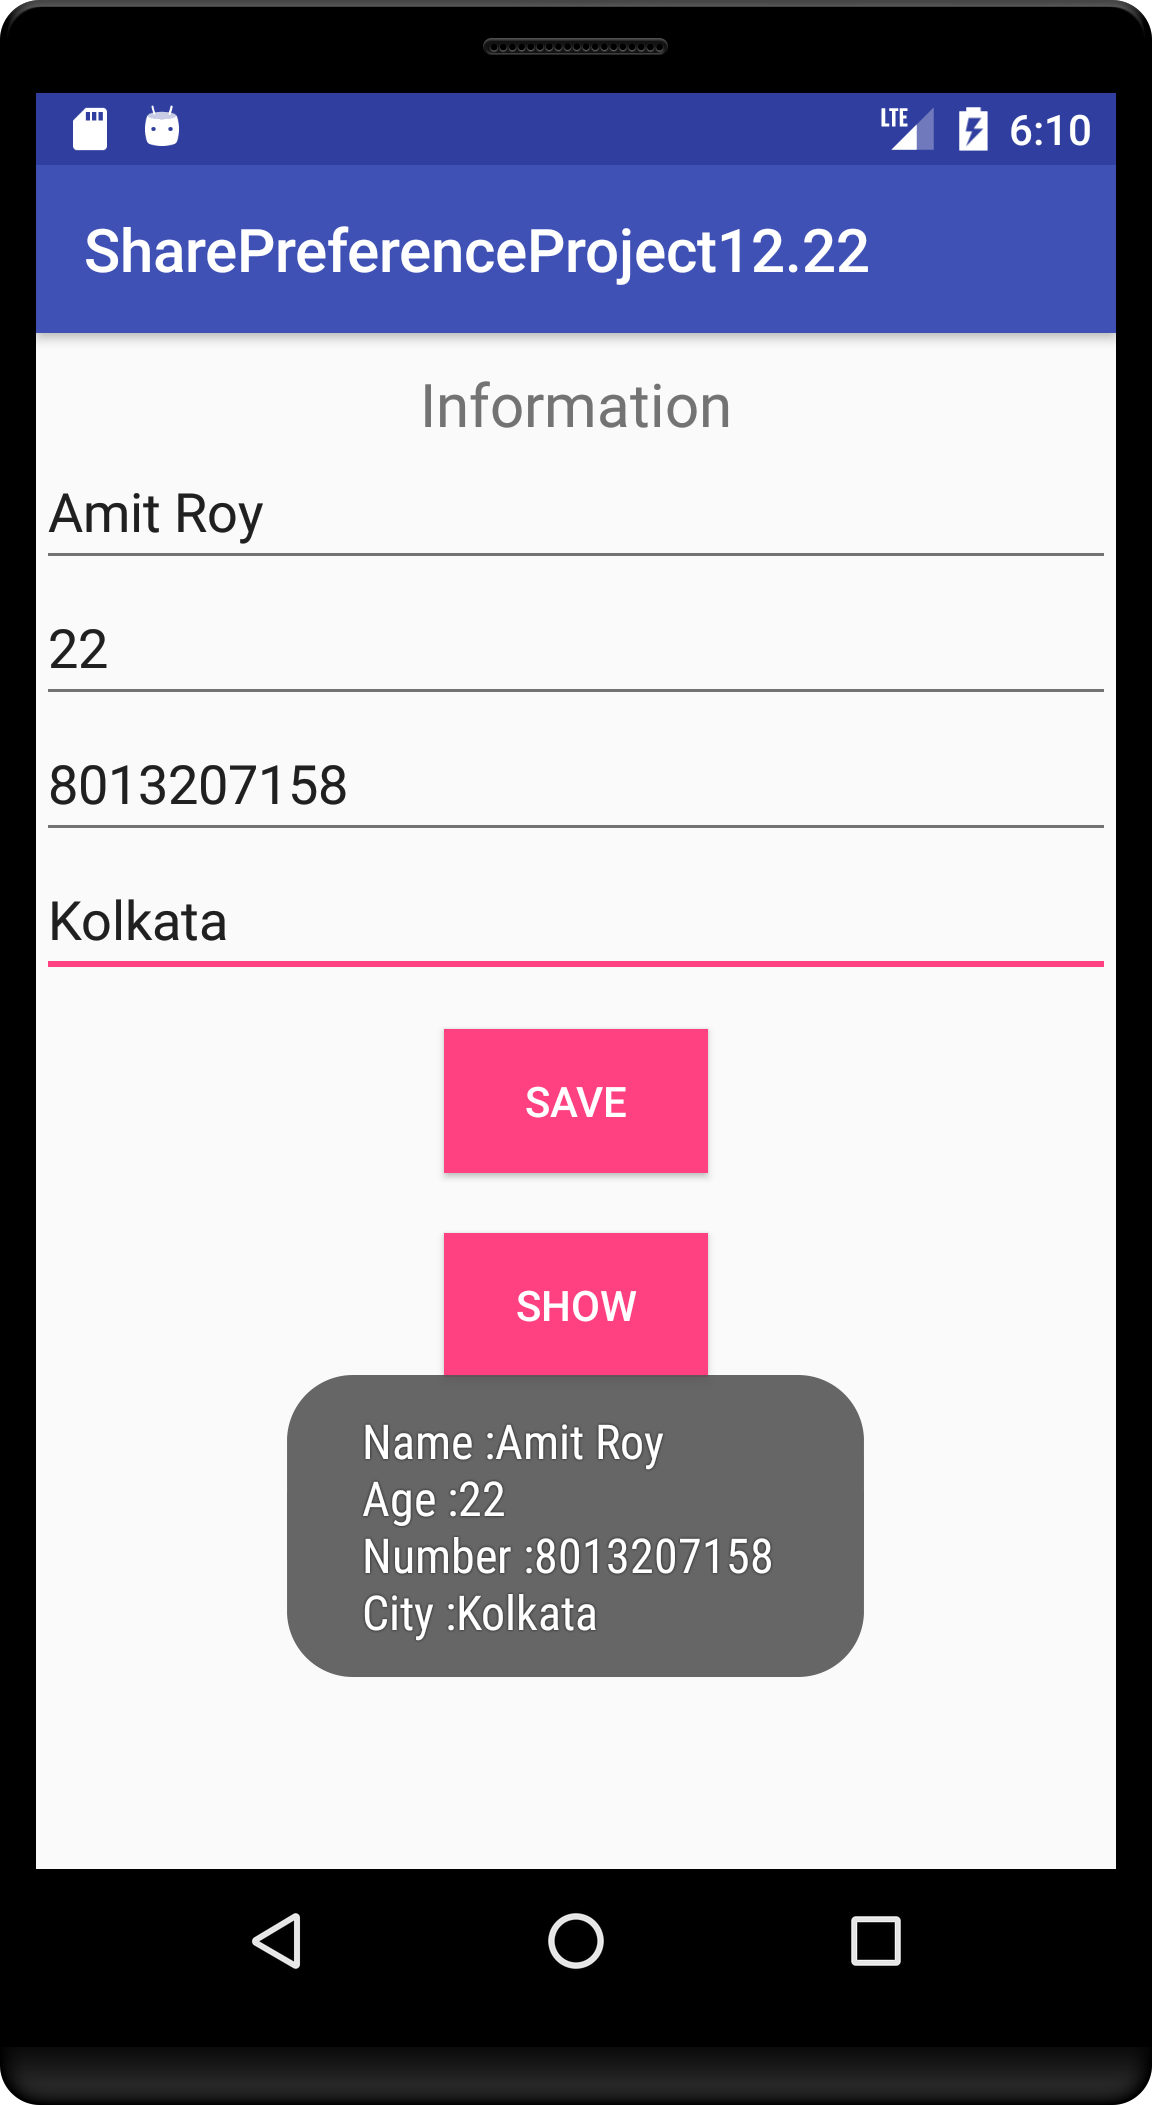 LTE 6:10
SharePreferenceProject12.22
Information
Amit Roy
22
8013207158
Kolkata
SAVE
SHOW
Name :Amit Roy
Age :22
Number :8013207158
City :Kolkata